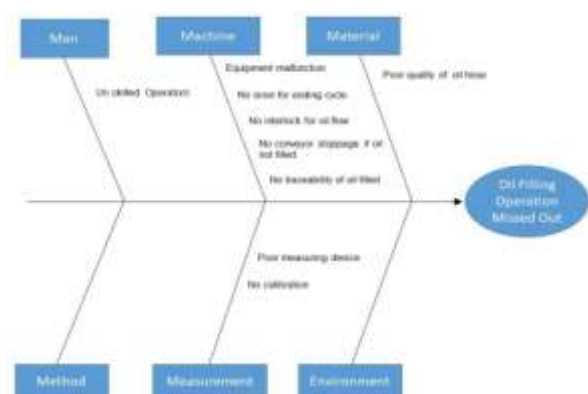 Man
Machine
Material
Equipment malfunction
Poor quality of oil hose
Un skilled Operators
No sensor for ending cycle
No interlock for oil flow
No conveyor stoppage if oil
not filled
No traceability of oil filled
Oil Filling
Operation
Missed Out
Poor measuring device
No calibration
Method
Measurement
Environment